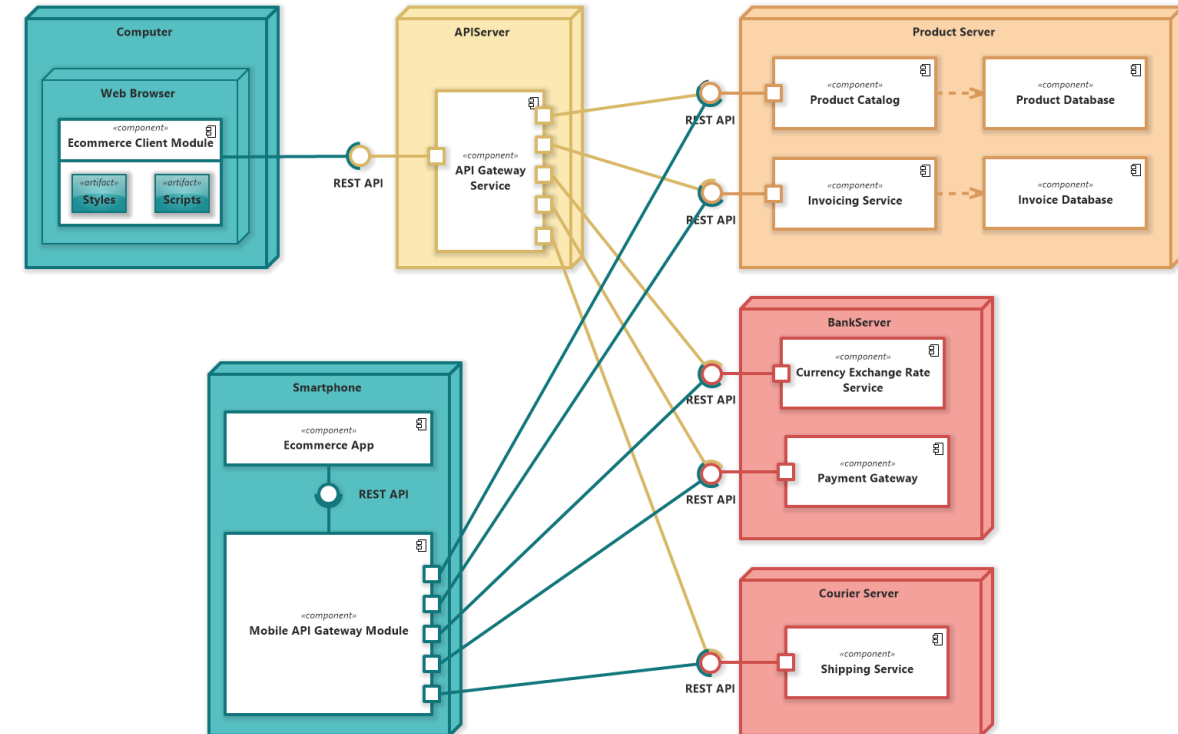 Computer
Web Browser
«component»
Ecommerce Client Module
«artifact»
Styles
«artifact»
Scripts
REST API
APIServer
«component»
API Gateway
Service
REST API
REST API
Product Server
«component»
Product Catalog
«component»
Product Database
«component»
Invoicing Service
«component»
Invoice Database
BankServer
«component»
Currency Exchange Rate
Service
REST API
«component»
Payment Gateway
REST API
Smartphone
«component»
Ecommerce App
REST API
«component»
Mobile API Gateway Module
Courier Server
«component»
Shipping Service
REST API